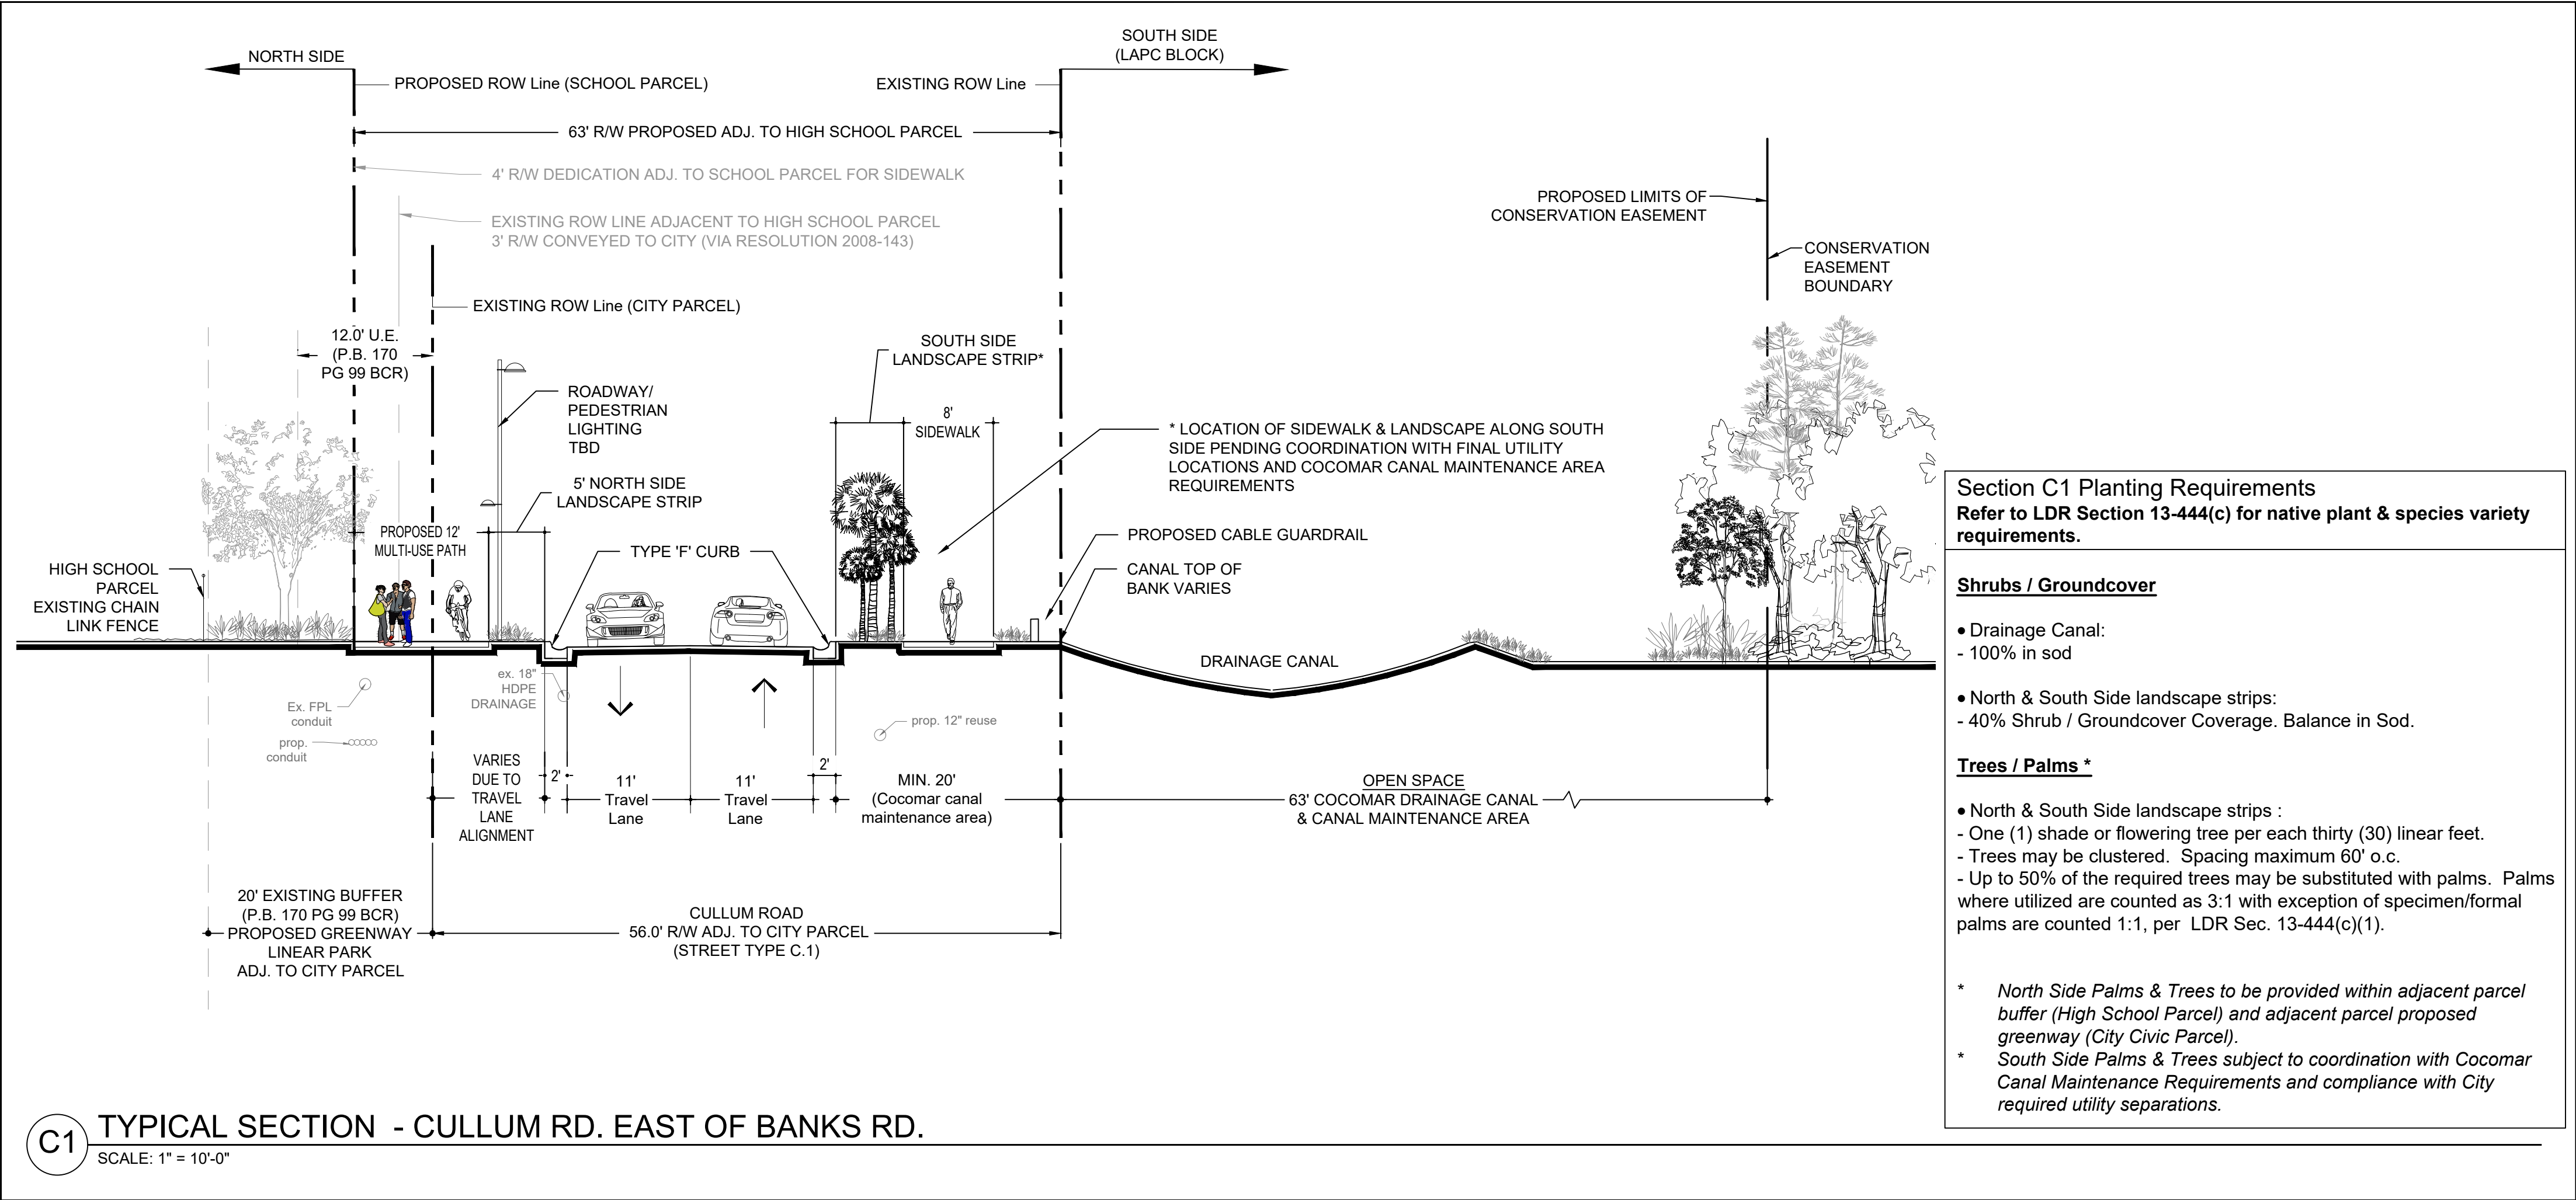 NORTH SIDE
SOUTH SIDE
(LAPC BLOCK)
PROPOSED ROW Line (SCHOOL PARCEL)
EXISTING ROW Line
63' R/W PROPOSED ADJ. TO HIGH SCHOOL PARCEL
4' R/W DEDICATION ADJ. TO SCHOOL PARCEL FOR SIDEWALK
EXISTING ROW LINE ADJACENT TO HIGH SCHOOL PARCEL
3' R/W CONVEYED TO CITY (VIA RESOLUTION 2008-143)
EXISTING ROW Line (CITY PARCEL)
PROPOSED LIMITS OF
CONSERVATION EASEMENT
CONSERVATION
EASEMENT
BOUNDARY
12.0' U.E.
(P.B. 170
PG 99 BCR)
ROADWAY/
PEDESTRIAN
LIGHTING
TBD
SOUTH SIDE
LANDSCAPE STRIP*
8'
SIDEWALK
* LOCATION OF SIDEWALK & LANDSCAPE ALONG SOUTH
SIDE PENDING COORDINATION WITH FINAL UTILITY
LOCATIONS AND COCOMAR CANAL MAINTENANCE AREA
REQUIREMENTS
5' NORTH SIDE
LANDSCAPE STRIP
PROPOSED 12'
MULTI-USE PATH
TYPE 'F' CURB
PROPOSED CABLE GUARDRAIL
CANAL TOP OF
BANK VARIES
HIGH SCHOOL
PARCEL
EXISTING CHAIN
LINK FENCE
DRAINAGE CANAL
ex. 18"
HDPE
DRAINAGE
Ex. FPL
conduit
prop.
conduit
prop. 12" reuse
VARIES
DUE TO
TRAVEL
LANE
ALIGNMENT
2'
11'
Travel
Lane
11'
Travel
Lane
2'
MIN. 20'
(Cocomar canal
maintenance area)
OPEN SPACE
63' COCOMAR DRAINAGE CANAL
& CANAL MAINTENANCE AREA
20' EXISTING BUFFER
(P.B. 170 PG 99 BCR)
PROPOSED GREENWAY
LINEAR PARK
ADJ. TO CITY PARCEL
CULLUM ROAD
56.0' R/W ADJ. TO CITY PARCEL
(STREET TYPE C.1)
Section C1 Planting Requirements
Refer to LDR Section 13-444(c) for native plant & species variety
requirements.
Shrubs / Groundcover
• Drainage Canal:
- 100% in sod
• North & South Side landscape strips:
- 40% Shrub / Groundcover Coverage. Balance in Sod.
Trees / Palms *
• North & South Side landscape strips :
- One (1) shade or flowering tree per each thirty (30) linear feet.
- Trees may be clustered. Spacing maximum 60' o.c.
- Up to 50% of the required trees may be substituted with palms. Palms
where utilized are counted as 3:1 with exception of specimen/formal
palms are counted 1:1, per LDR Sec. 13-444(c)(1).
* North Side Palms & Trees to be provided within adjacent parcel
buffer (High School Parcel) and adjacent parcel proposed
greenway (City Civic Parcel).
* South Side Palms & Trees subject to coordination with Cocomar
Canal Maintenance Requirements and compliance with City
required utility separations.
C1
TYPICAL SECTION - CULLUM RD. EAST OF BANKS RD.
SCALE: 1" = 10'-0"